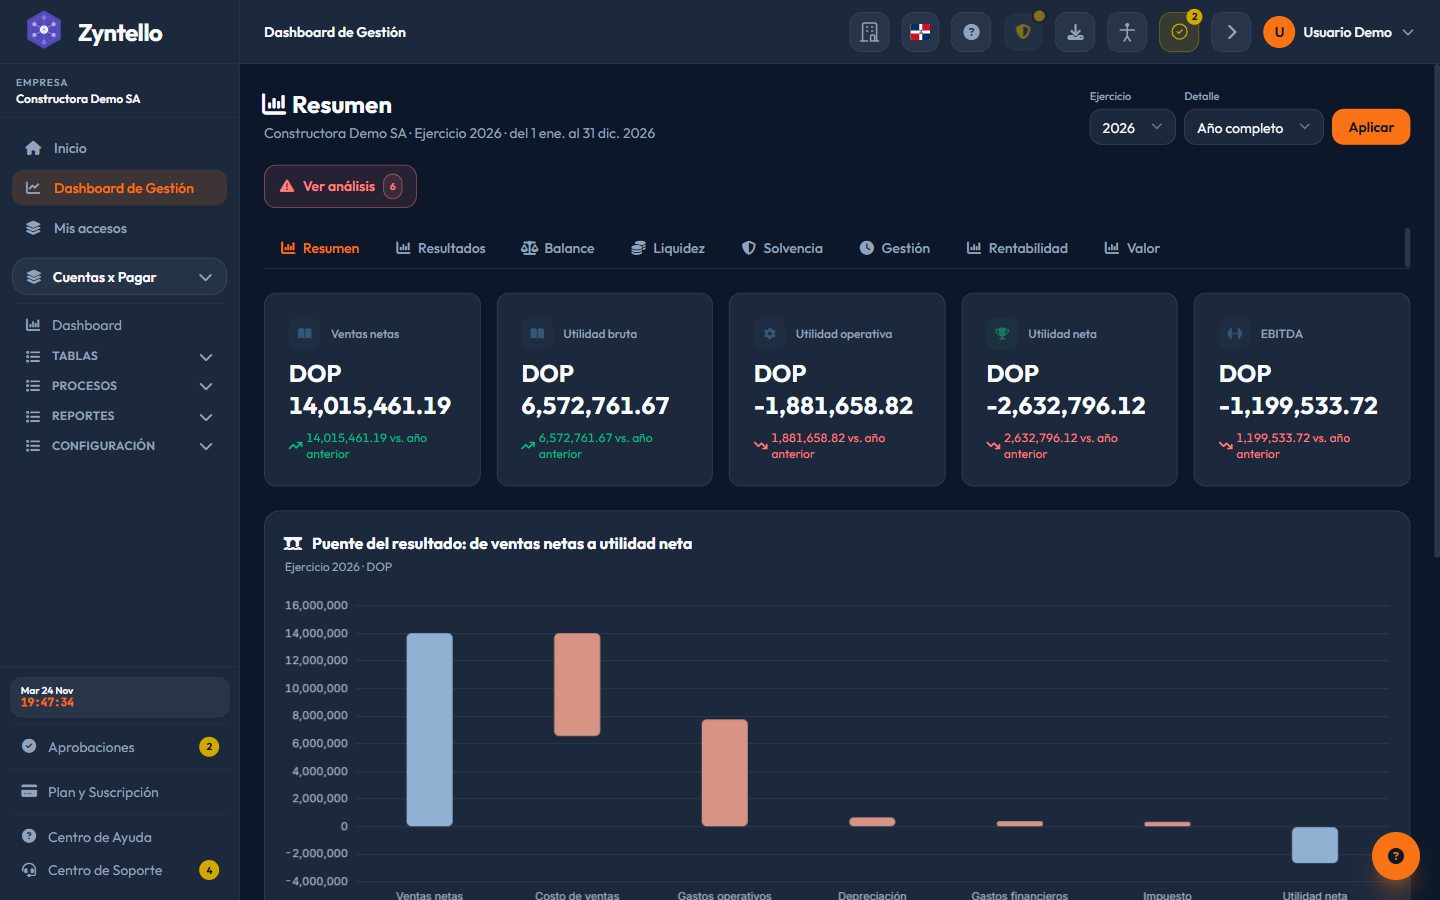 Zyntello
Dashboard de Gestión
2
U
Usuario Demo
EMPRESA
Constructora Demo SA
Inicio
Dashboard de Gestión
Mis accesos
Cuentas x Pagar
Dashboard
TABLAS
PROCESOS
REPORTES
CONFIGURACIÓN
Mar 24 Nov
19:47:34
Aprobaciones
2
Plan y Suscripción
Centro de Ayuda
Centro de Soporte
4
Resumen
Constructora Demo SA · Ejercicio 2026 · del 1 ene. al 31 dic. 2026
Ejercicio
2026
Detalle
Año completo
Aplicar
Ver análisis
6
Resumen
Resultados
Balance
Liquidez
Solvencia
Gestión
Rentabilidad
Valor
Ventas netas
DOP
14,015,461.19
14,015,461.19 vs. año
anterior
Utilidad bruta
DOP
6,572,761.67
6,572,761.67 vs. año
anterior
Utilidad operativa
DOP
-1,881,658.82
1,881,658.82 vs. año
anterior
Utilidad neta
DOP
-2,632,796.12
2,632,796.12 vs. año
anterior
EBITDA
DOP
-1,199,533.72
1,199,533.72 vs. año
anterior
Puente del resultado: de ventas netas a utilidad neta
Ejercicio 2026 · DOP
16,000,000
14,000,000
12,000,000
10,000,000
8,000,000
6,000,000
4,000,000
2,000,000
0
-2,000,000
-4,000,000
Ventas netas
Costo de ventas
Gastos operativos
Depreciación
Gastos financieros
Impuesto
Utilidad neta